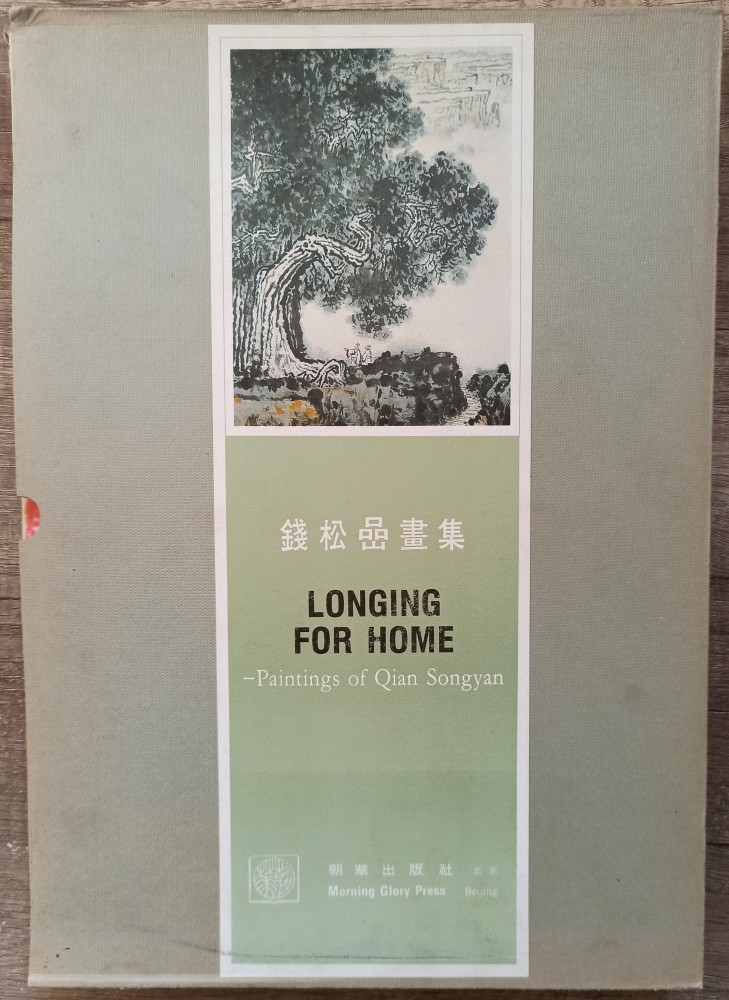 錢松嵒畫集
LONGING
FOR HOME
–Paintings of Qian Songyan
朝華出版社 北京
Morning Glory Press Beijing